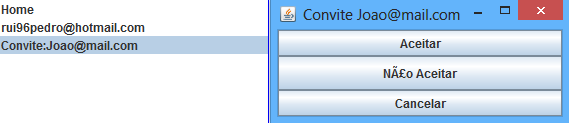 Home
rui96pedro@hotmail.com
Convite:Joao@mail.com
Convite Joao@mail.com
Aceitar
NÃ£o Aceitar
Cancelar